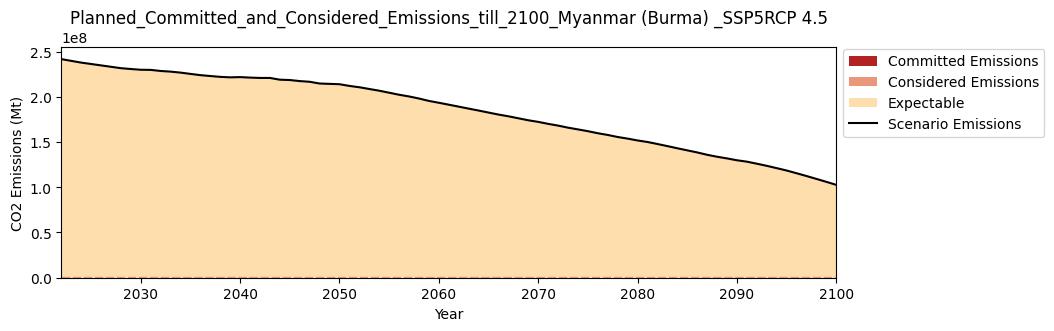 Planned_Committed_and_Considered_Emissions_till_2100_Myanmar (Burma) _SSP5RCP 4.5
1e8
2.5
2.0
1.5
1.0
0.5
0.0
CO2 Emissions (Mt)
2030 2040 2050 2060 2070 2080 2090 2100
Year
Committed Emissions
Considered Emissions
Expectable
Scenario Emissions